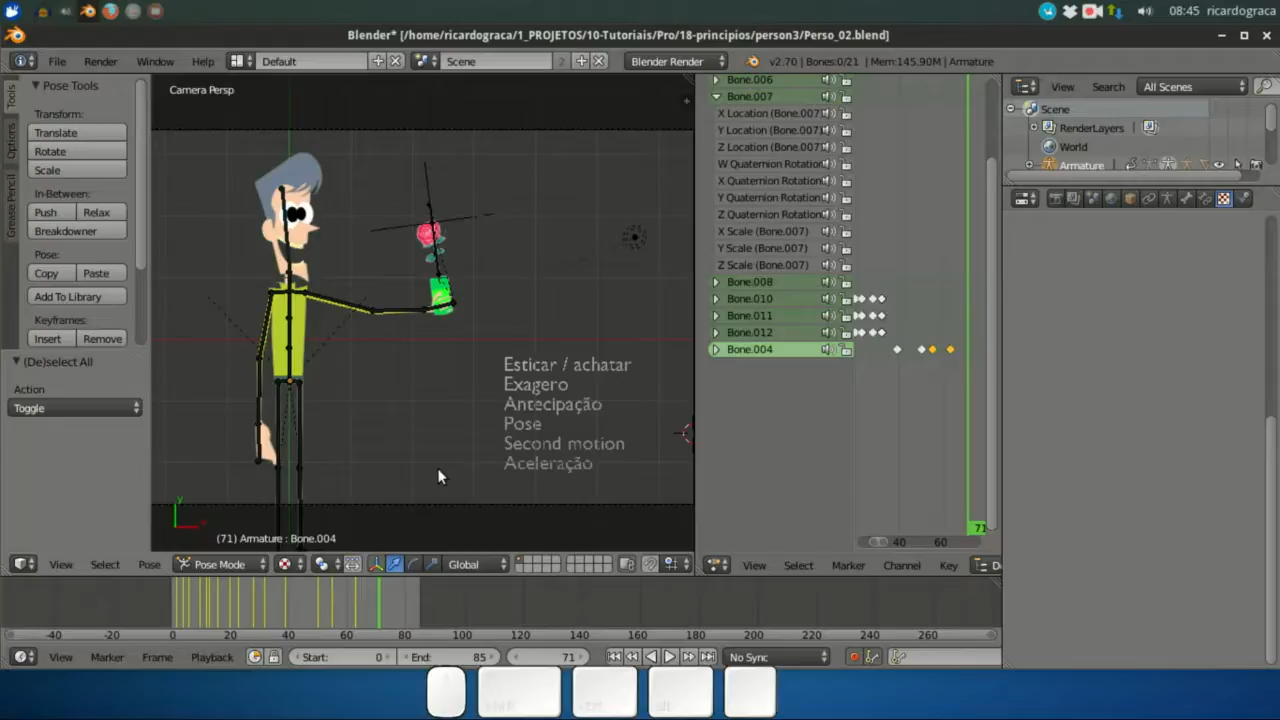 08:45 ricardograca
Blender* [/home/ricardograca/1_PROJETOS/10-Tutoriais/Pro/18-principios/person3/Perso_02.blend]
File Render Window Help Default Scene 2 Blender Render v2.70 | Bones:0/21 | Mem:145.90M | Armature
Tools
Options
Grease Pencil
Pose Tools
Transform:
Translate
Rotate
Scale
In-Between:
Push Relax
Breakdowner
Pose:
Copy Paste
Add To Library
Keyframes:
Insert Remove
(De)select All
Action
Toggle
Camera Persp
Esticar / achatar
Exagero
Antecipação
Pose
Second motion
Aceleração
y
(71) Armature : Bone.004
View Select Pose Pose Mode Global
Bone.006
Bone.007
X Location (Bone.007)
Y Location (Bone.007)
Z Location (Bone.007)
W Quaternion Rotation
X Quaternion Rotation
Y Quaternion Rotation
Z Quaternion Rotation
X Scale (Bone.007)
Y Scale (Bone.007)
Z Scale (Bone.007)
Bone.008
Bone.010
Bone.011
Bone.012
Bone.004
71
40 60
View Select Marker Channel Key
View Search All Scenes
Scene
RenderLayers
World
Armature
-40 -20 0 20 40 60 80 100 120 140 160 180 200 220 240 260
View Marker Frame Playback Start: 0 End: 85 71 No Sync